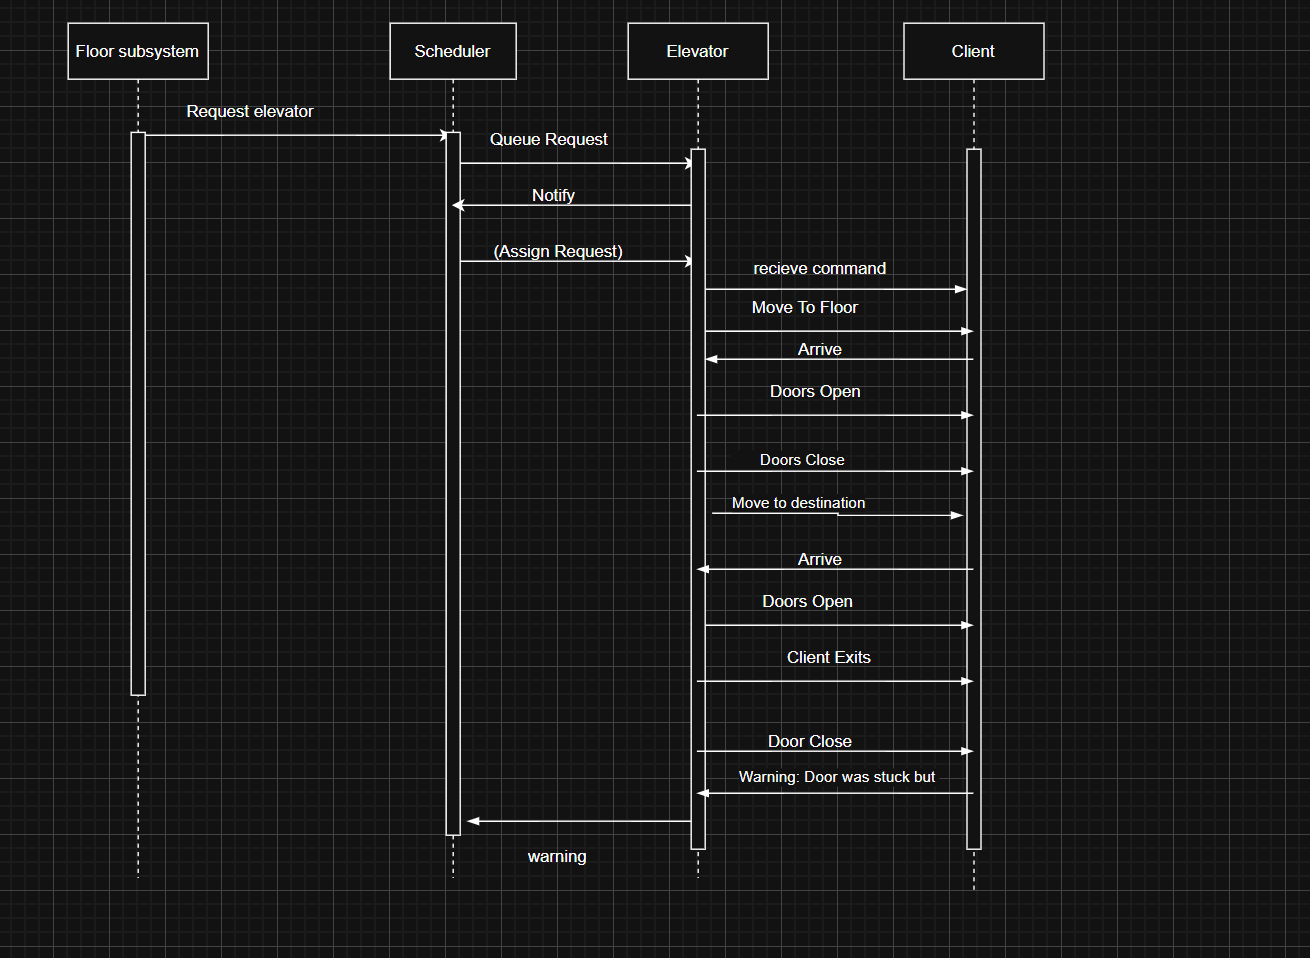 Floor subsystem
Scheduler
Elevator
Client
Request elevator
Queue Request
Notify
(Assign Request)
recieve command
Move To Floor
Arrive
Doors Open
Doors Close
Move to destination
Arrive
Doors Open
Client Exits
Door Close
Warning: Door was stuck but
warning